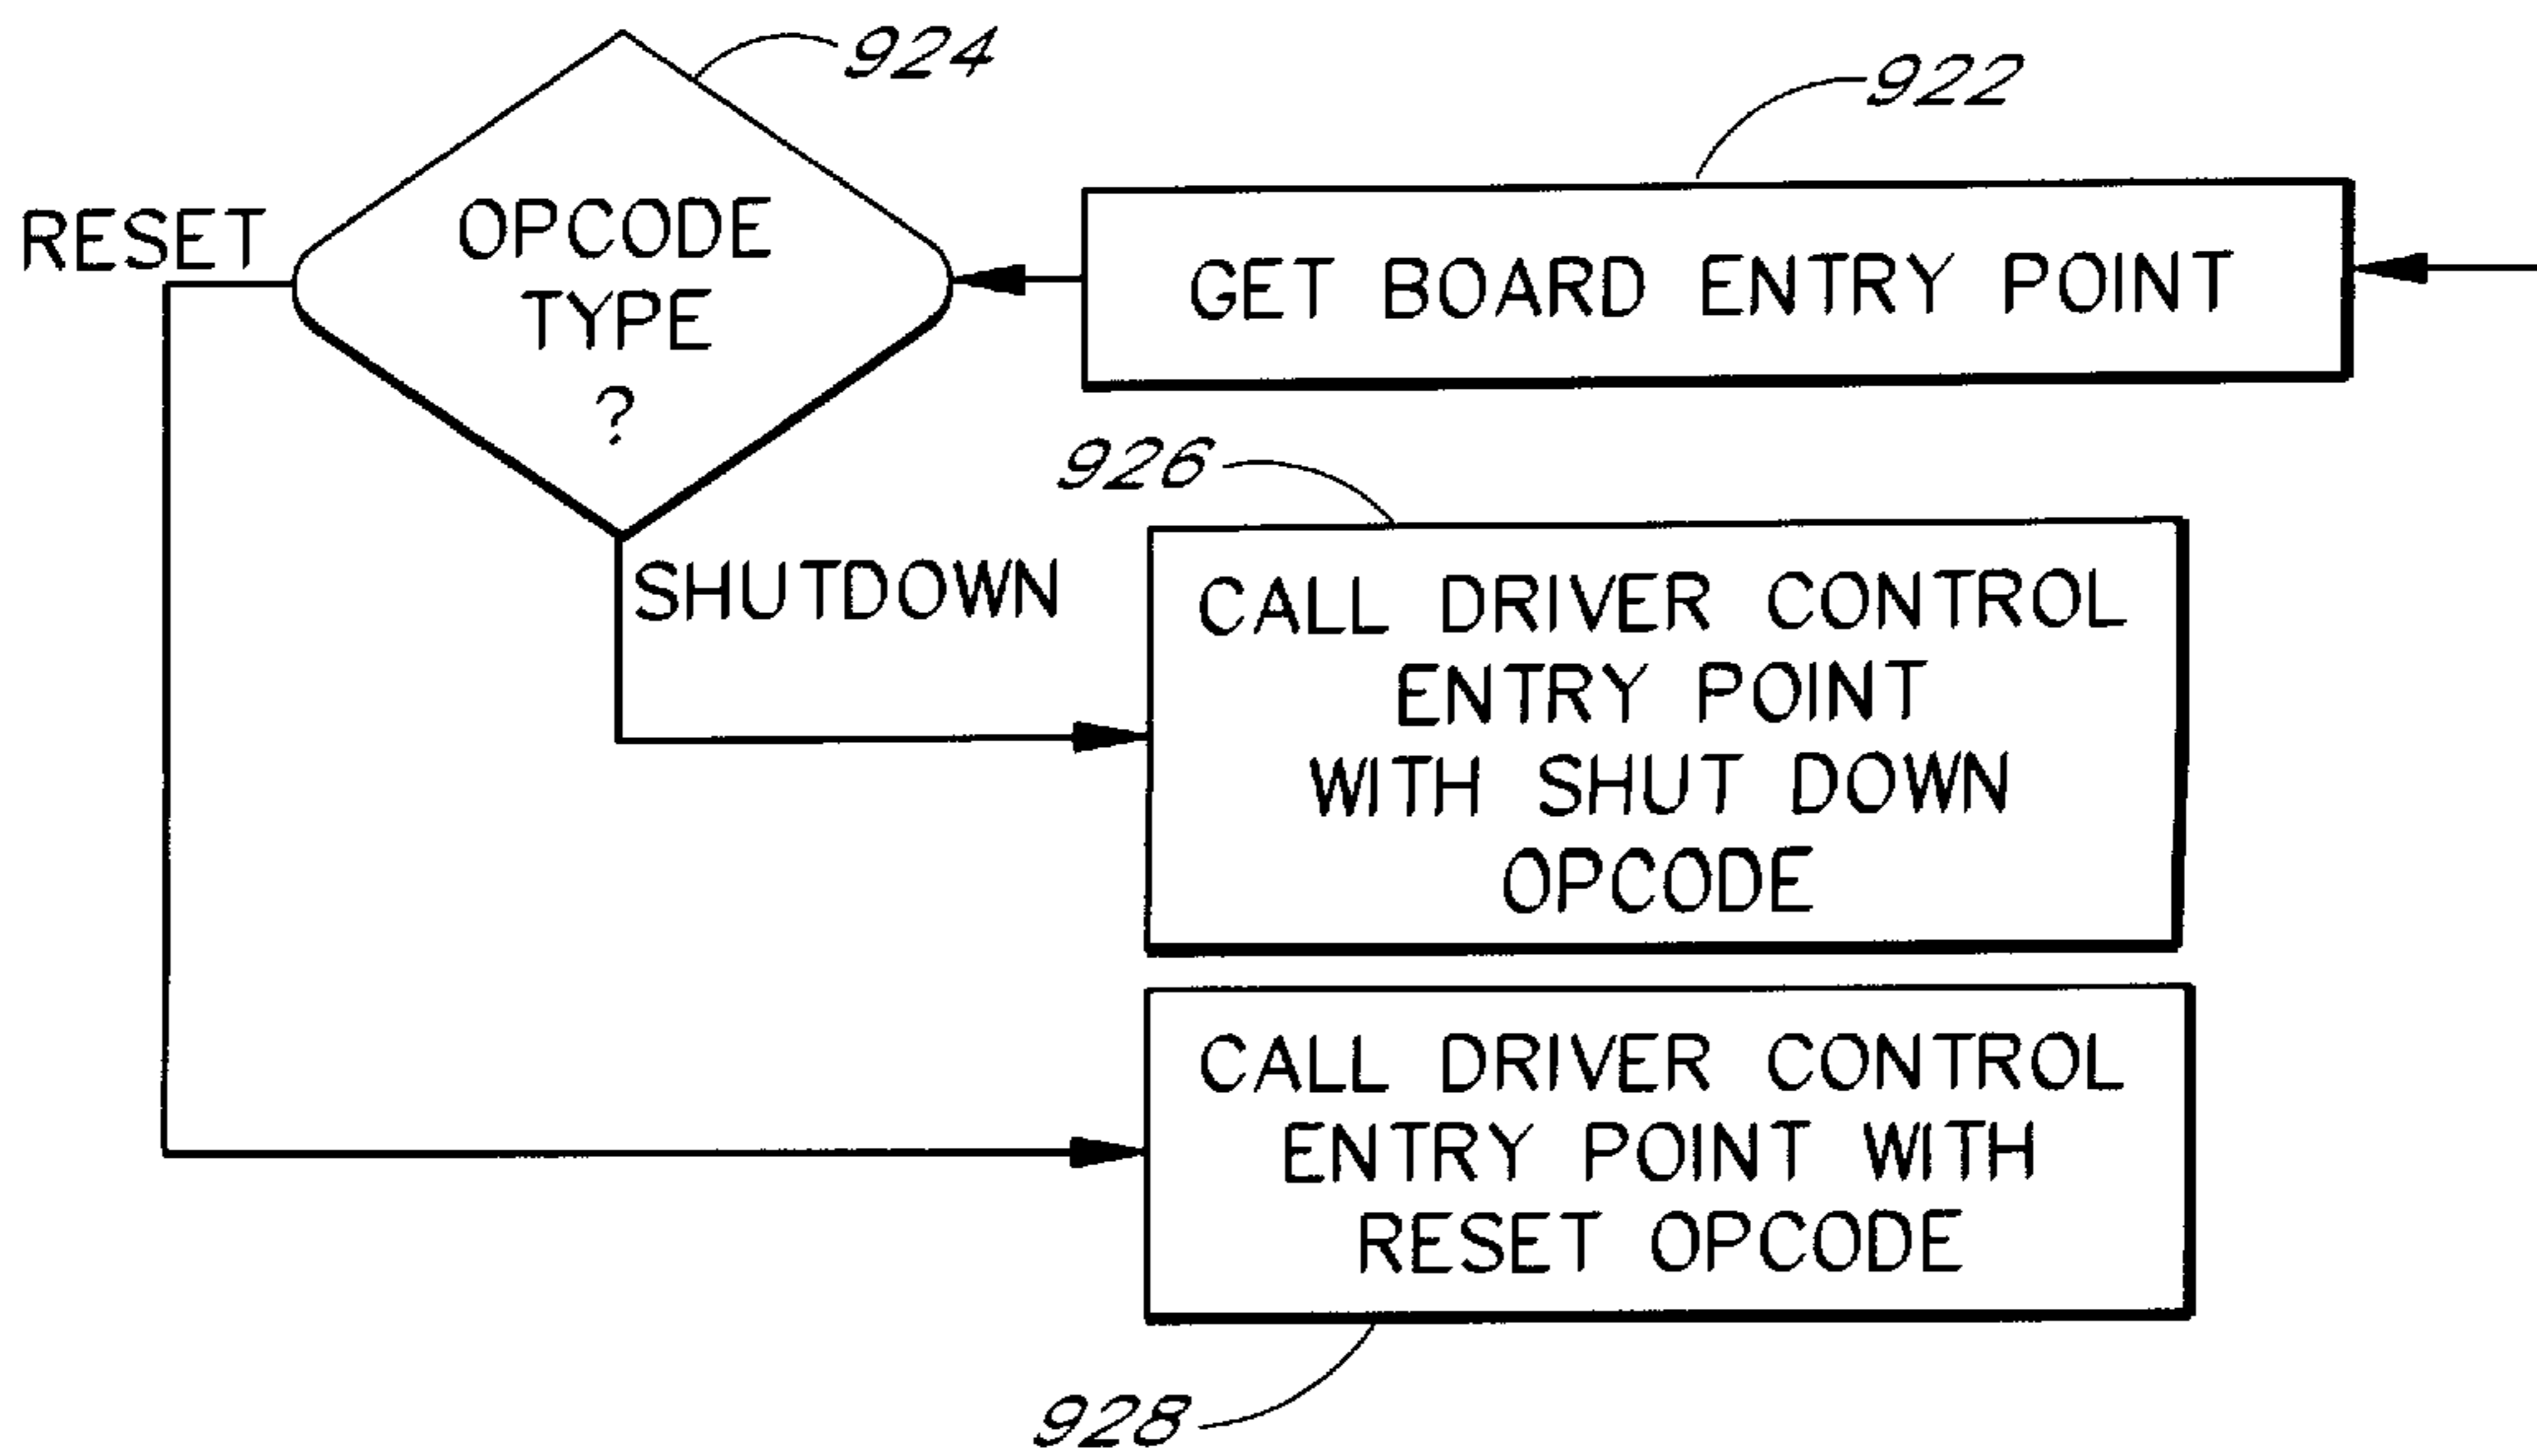 924
922
RESET
OPCODE
TYPE
?
GET BOARD ENTRY POINT
926
SHUTDOWN
CALL DRIVER CONTROL
ENTRY POINT
WITH SHUT DOWN
OPCODE
CALL DRIVER CONTROL
ENTRY POINT WITH
RESET OPCODE
928